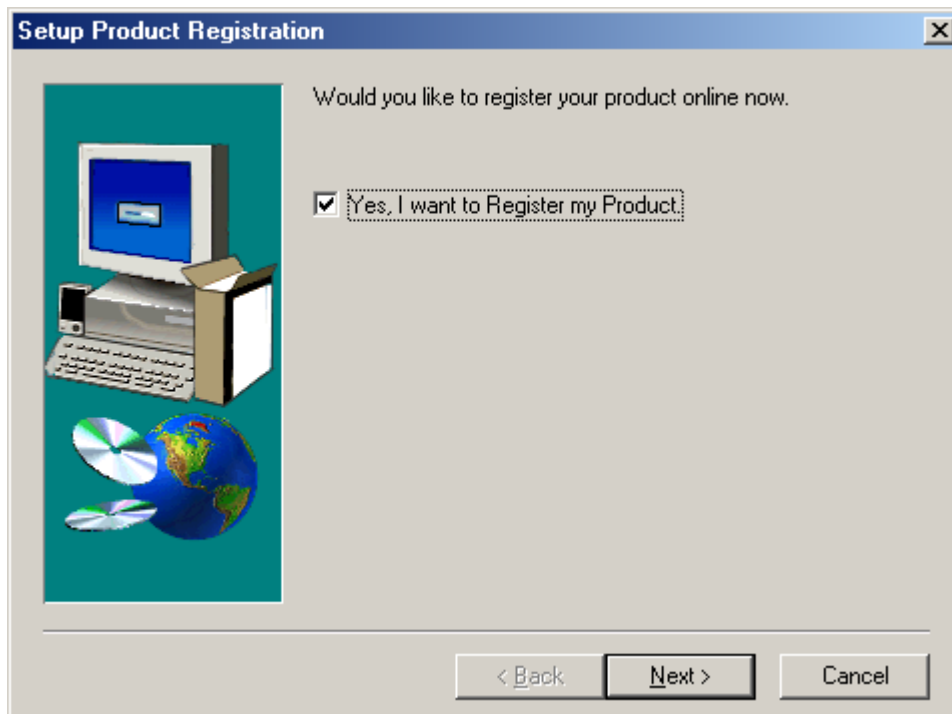 Setup Product Registration
Would you like to register your product online now.
Yes, I want to Register my Product.
< Back
Next >
Cancel